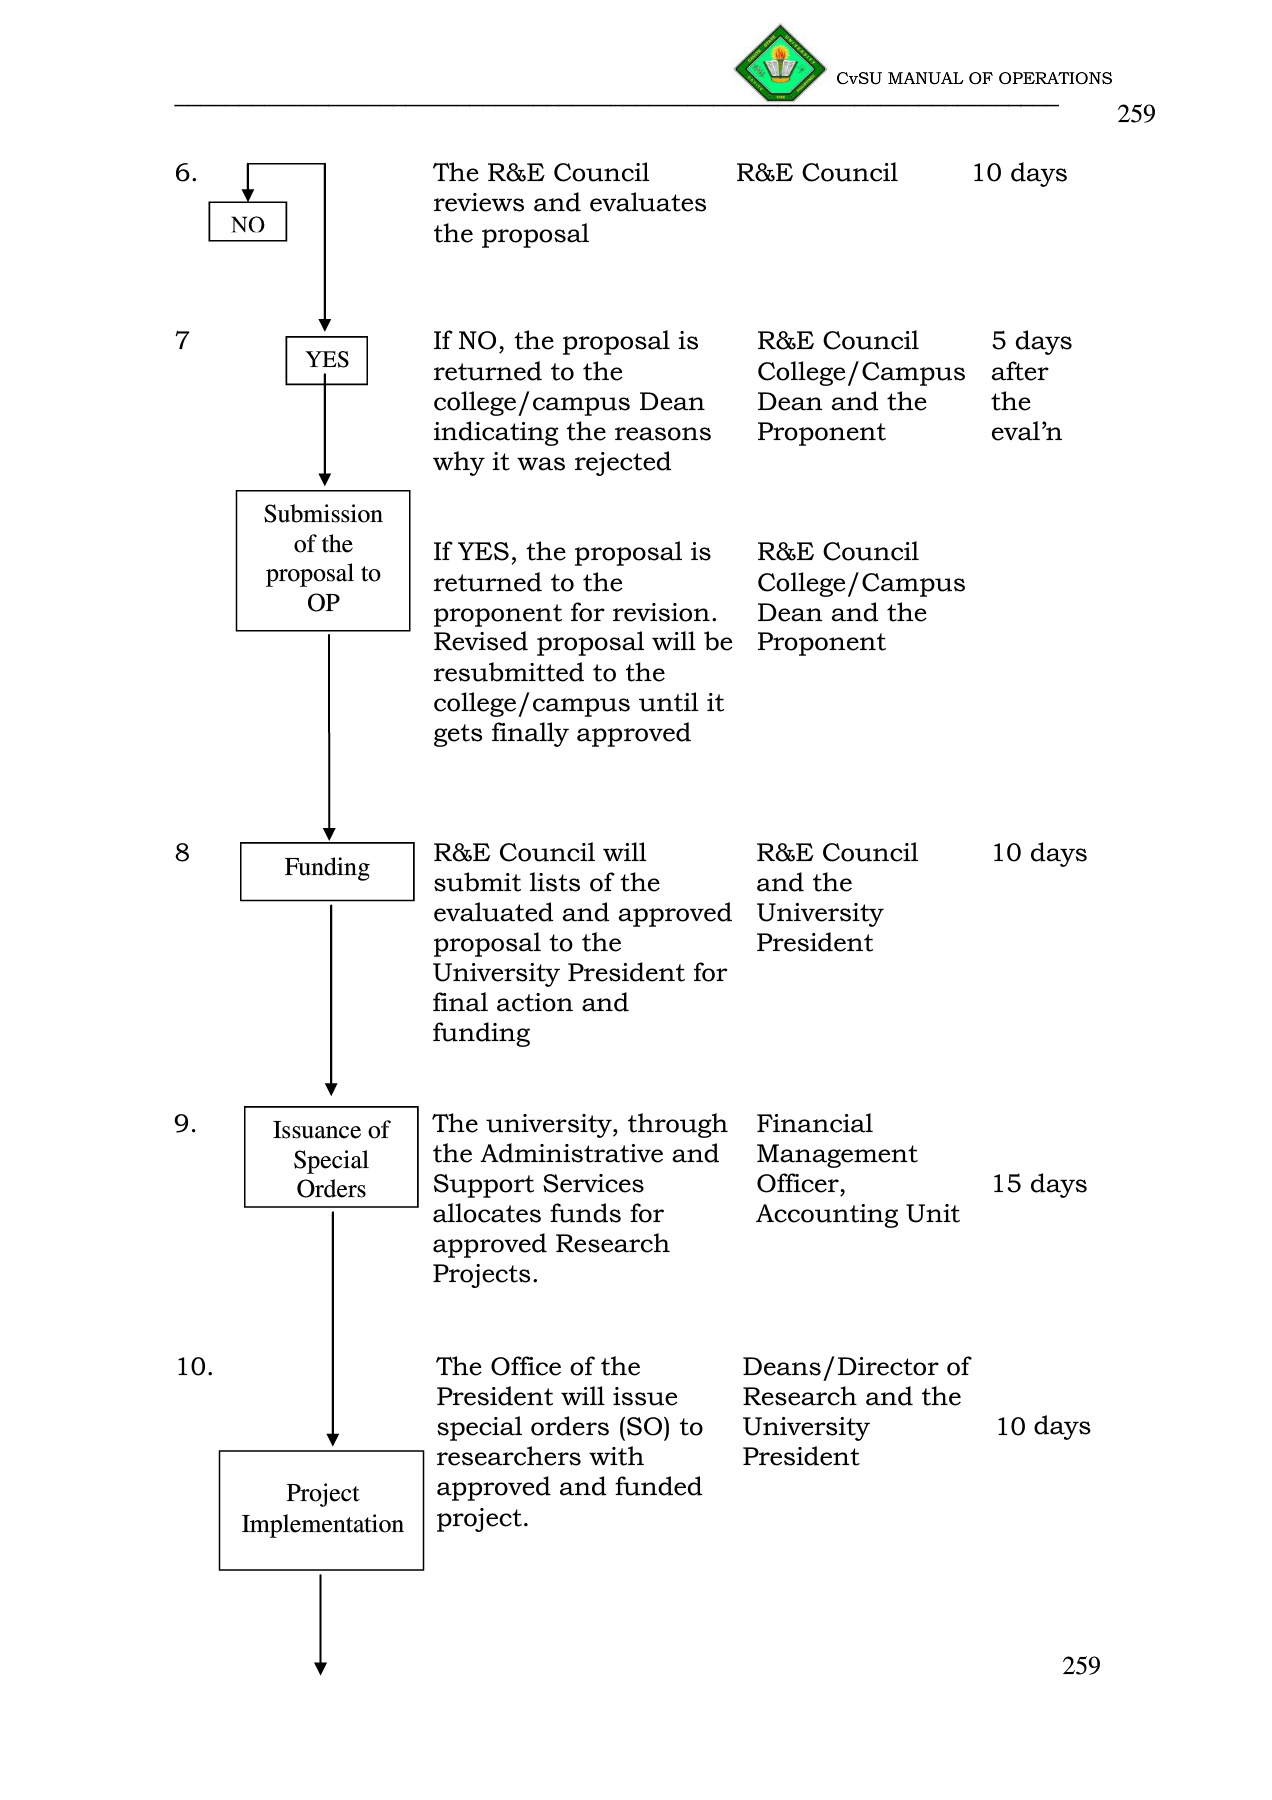 CvSU MANUAL OF OPERATIONS
259
6.
NO
The R&E Council
reviews and evaluates
the proposal
R&E Council
10 days
7
YES
If NO, the proposal is
returned to the
college/campus Dean
indicating the reasons
why it was rejected
R&E Council
College/Campus
Dean and the
Proponent
5 days
after
the
eval’n
Submission
of the
proposal to
OP
If YES, the proposal is
returned to the
proponent for revision.
Revised proposal will be
resubmitted to the
college/campus until it
gets finally approved
R&E Council
College/Campus
Dean and the
Proponent
8
Funding
R&E Council will
submit lists of the
evaluated and approved
proposal to the
University President for
final action and
funding
R&E Council
and the
University
President
10 days
9.
Issuance of
Special
Orders
The university, through
the Administrative and
Support Services
allocates funds for
approved Research
Projects.
Financial
Management
Officer,
Accounting Unit
15 days
10.
Project
Implementation
The Office of the
President will issue
special orders (SO) to
researchers with
approved and funded
project.
Deans/Director of
Research and the
University
President
10 days
259